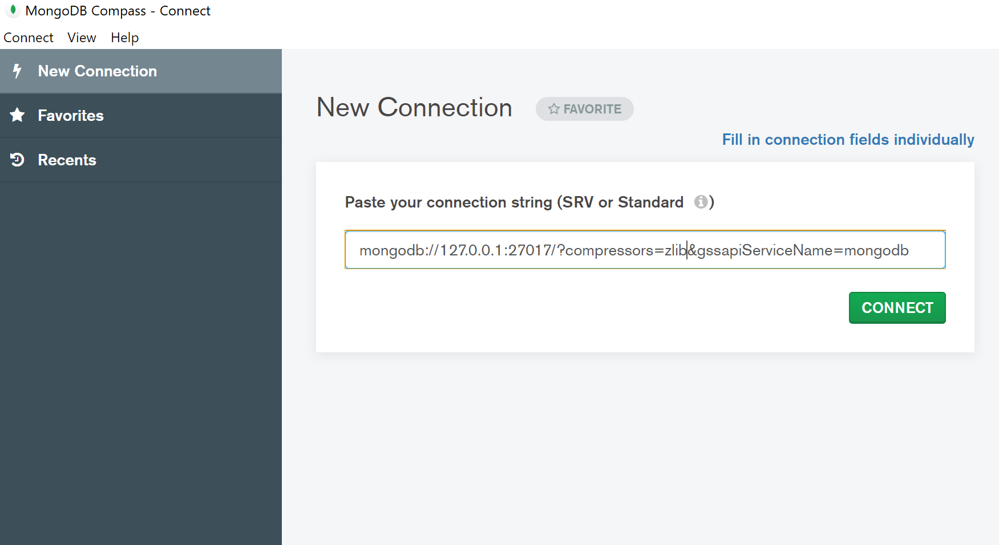 MongoDB Compass - Connect
Connect View Help
New Connection
Favorites
Recents
New Connection
FAVORITE
Fill in connection fields individually
Paste your connection string (SRV or Standard )
mongodb://127.0.0.1:27017/?compressors=zlib&gssapiServiceName=mongodb
CONNECT